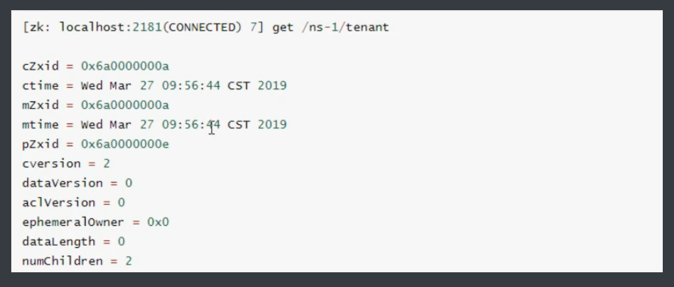 [zk: localhost:2181(CONNECTED) 7] get /ns-1/tenant
cZxid = 0x6a0000000a
ctime = Wed Mar 27 09:56:44 CST 2019
mZxid = 0x6a0000000a
mtime = Wed Mar 27 09:56:44 CST 2019
pZxid = 0x6a0000000e
cversion = 2
dataVersion = 0
aclVersion = 0
ephemeralOwner = 0x0
dataLength = 0
numChildren = 2